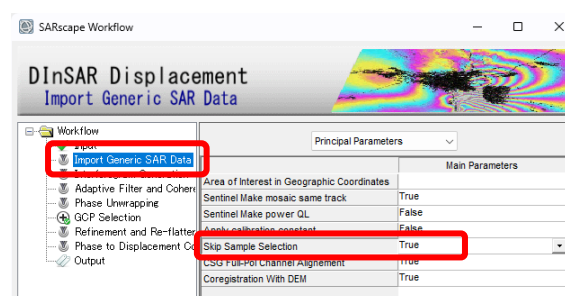 SARscape Workflow
DInSAR Displacement
Import Generic SAR Data
Workflow
Input
Import Generic SAR Data
Adaptive Filter and Cohere
Phase Unwrapping
GCP Selection
Refinement and Re-flatter
Phase to Displacement Co
Output
Principal Parameters
Main Parameters
Area of Interest in Geographic Coordinates
Sentinel Make mosaic same track True
Sentinel Make power QL False
Apply calibration constant False
Skip Sample Selection True
CSG Full-Pol Channel Alignement True
Coregistration With DEM True